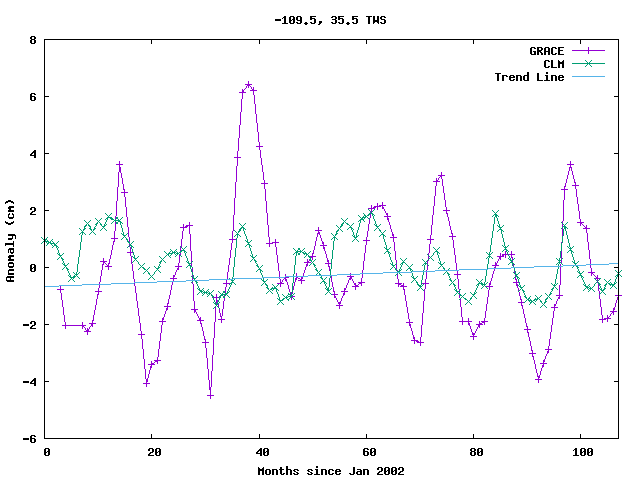 -109.5, 35.5 TWS
GRACE
CLM
Trend Line
8
6
4
2
0
-2
-4
-6
Anomaly (cm)
0 20 40 60 80 100
Months since Jan 2002